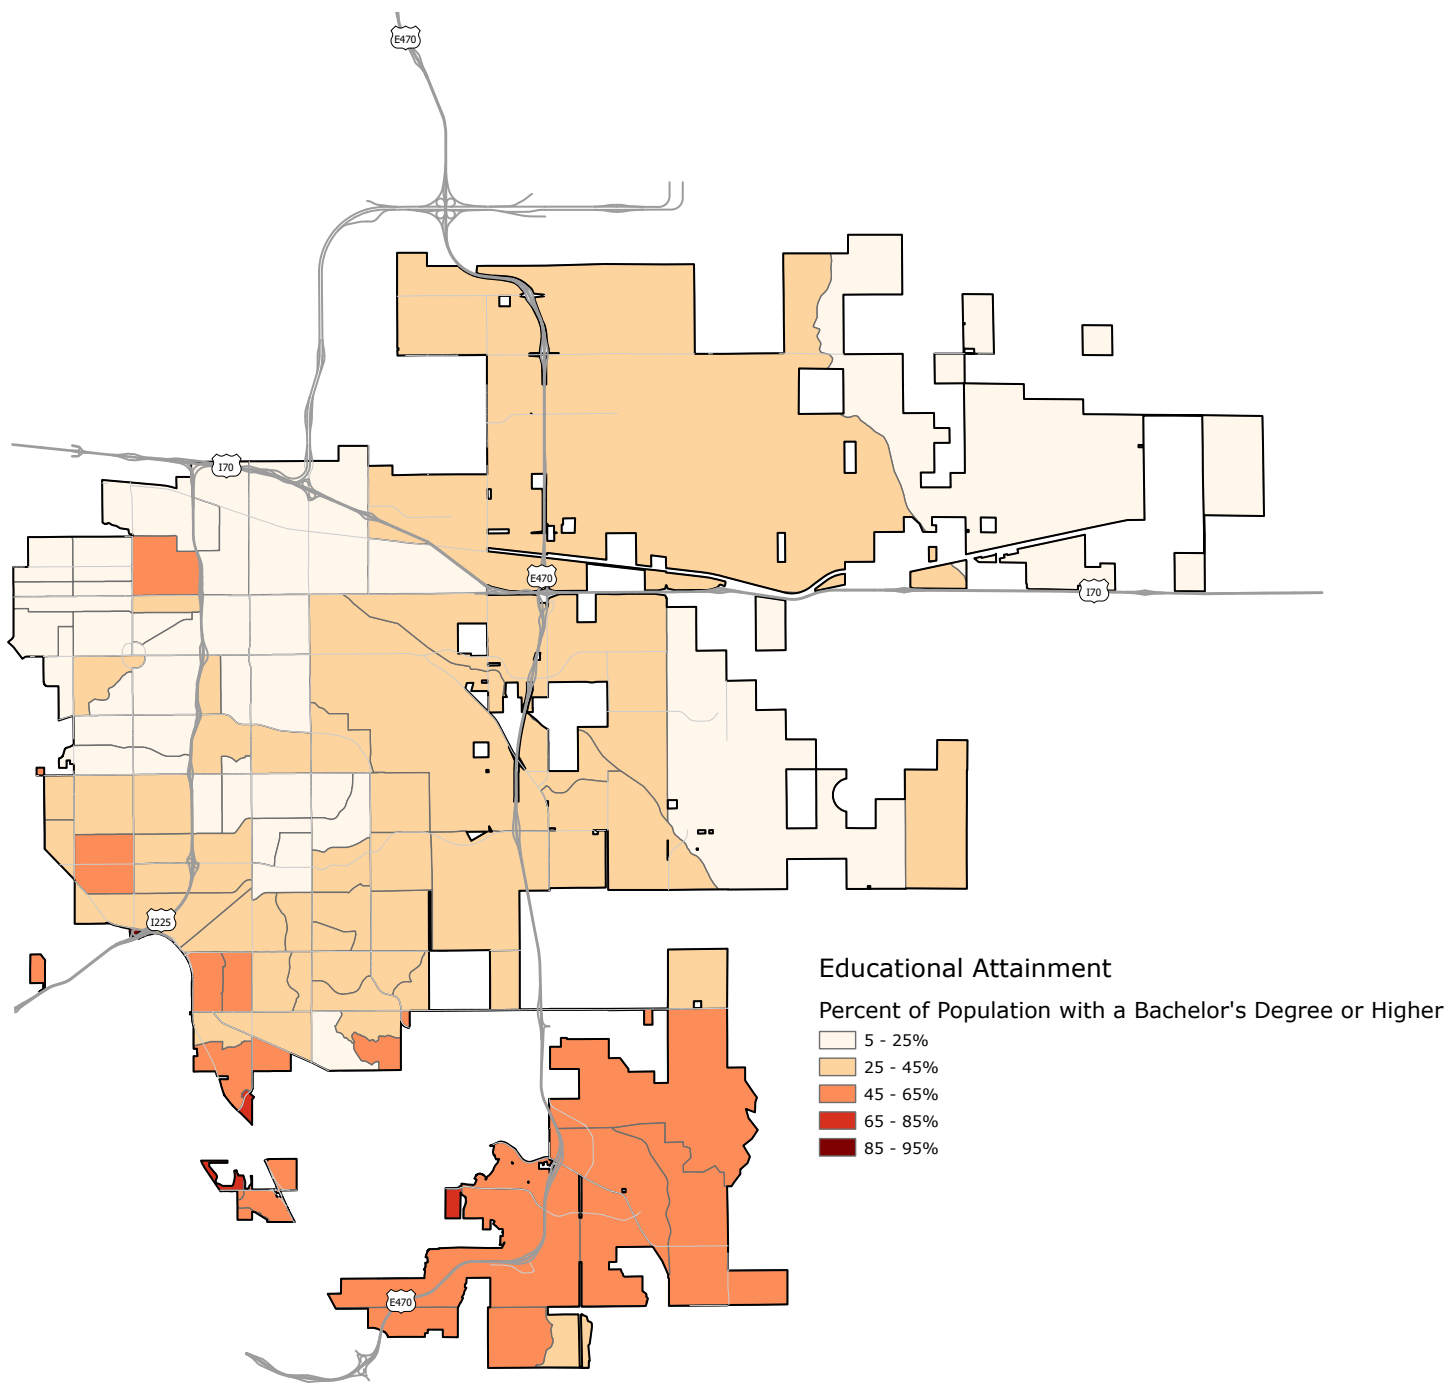 E470
I70
E470
I70
I225
Educational Attainment
Percent of Population with a Bachelor's Degree or Higher
5 - 25%
25 - 45%
45 - 65%
65 - 85%
85 - 95%
E470